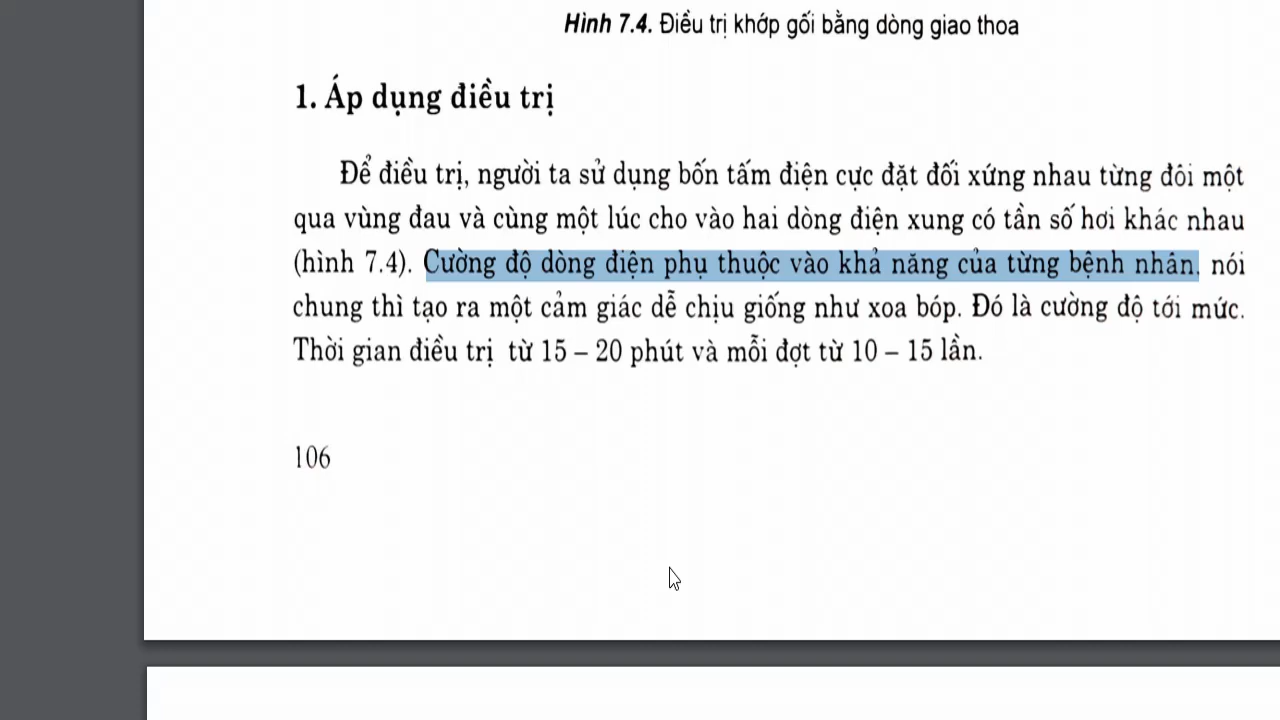 Hình 7.4. Điều trị khớp gối bằng dòng giao thoa
1. Áp dụng điều trị
Để điều trị, người ta sử dụng bốn tấm điện cực đặt đối xứng nhau từng đôi một
qua vùng đau và cùng một lúc cho vào hai dòng điện xung có tần số hơi khác nhau
(hình 7.4). Cường độ dòng điện phụ thuộc vào khả năng của từng bệnh nhân. nói
chung thì tạo ra một cảm giác dễ chịu giống như xoa bóp. Đó là cường độ tới mức.
Thời gian điều trị từ 15 – 20 phút và mỗi đợt từ 10 – 15 lần.
106